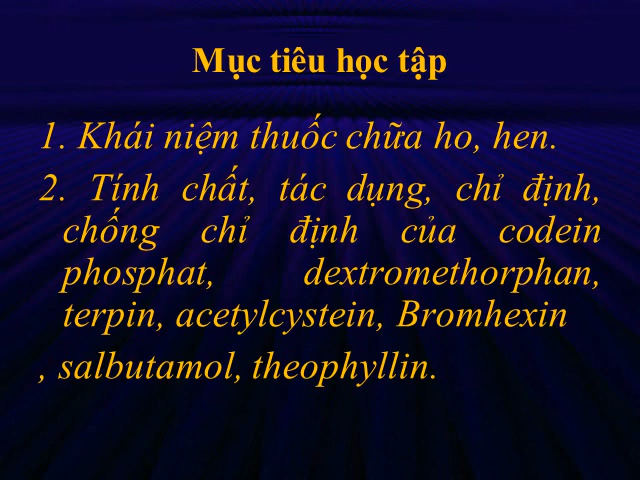 Mục tiêu học tập
1. Khái niệm thuốc chữa ho, hen.
2. Tính chất, tác dụng, chỉ định,
chống chỉ định của codein
phosphat, dextromethorphan,
terpin, acetylcystein, Bromhexin
, salbutamol, theophyllin.